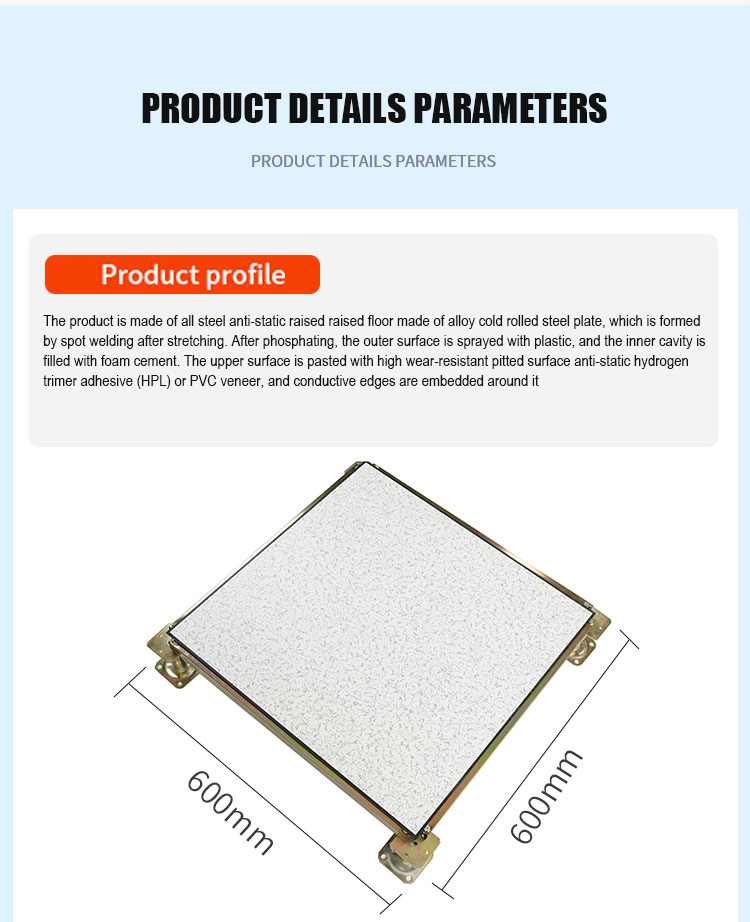 PRODUCT DETAILS PARAMETERS
PRODUCT DETAILS PARAMETERS
Product profile
The product is made of all steel anti-static raised raised floor made of alloy cold rolled steel plate, which is formed
by spot welding after stretching. After phosphating, the outer surface is sprayed with plastic, and the inner cavity is
filled with foam cement. The upper surface is pasted with high wear-resistant pitted surface anti-static hydrogen
trimer adhesive (HPL) or PVC veneer, and conductive edges are embedded around it
600mm
600mm